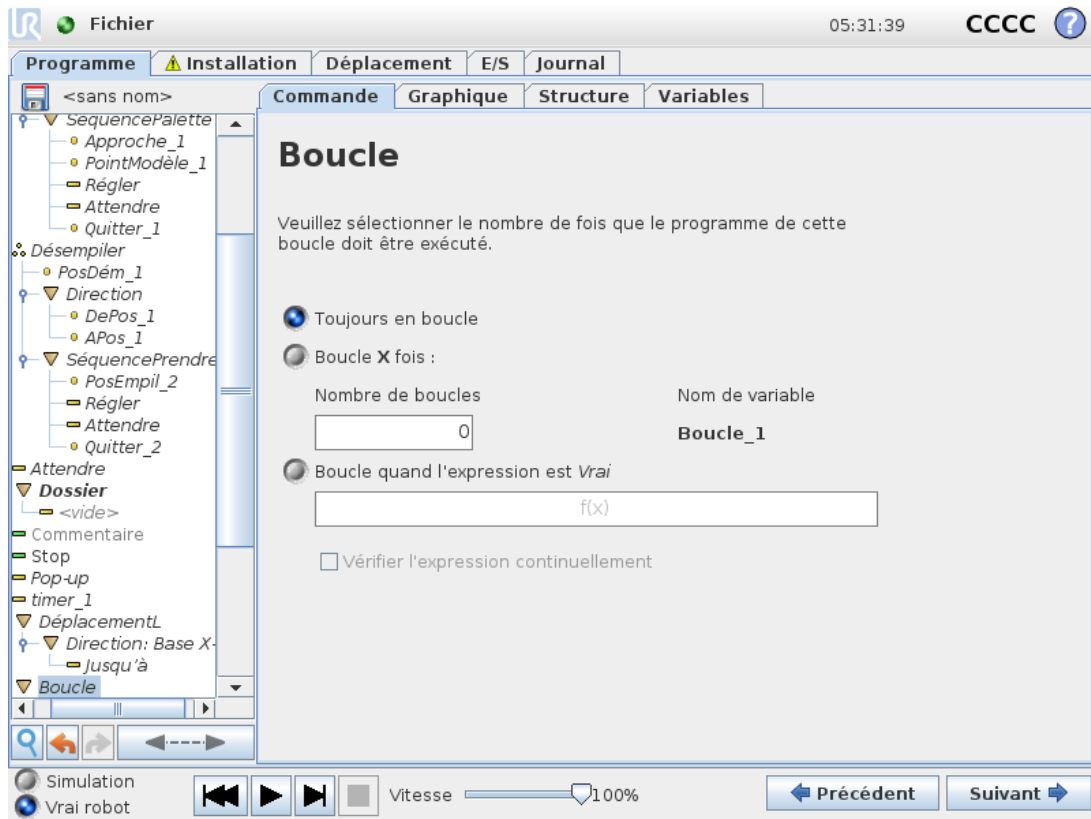 UR Fichier 05:31:39 CCCC ?
Programme Installation Déplacement E/S Journal
<sans nom> Commande Graphique Structure Variables
SéquencePalette
Approche_1
PointModèle_1
Régler
Attendre
Quitter_1
Désempiler
PosDém_1
Direction
DePos_1
APos_1
SéquencePrendre
PosEmpil_2
Régler
Attendre
Quitter_2
Attendre
Dossier
<vide>
Commentaire
Stop
Pop-up
timer_1
DéplacementL
Direction: Base X-
Jusqu'à
Boucle
Boucle
Veuillez sélectionner le nombre de fois que le programme de cette
boucle doit être exécuté.
Toujours en boucle
Boucle X fois :
Nombre de boucles Nom de variable
0 Boucle_1
Boucle quand l'expression est Vrai
f(x)
Vérifier l'expression continuellement
Simulation
Vrai robot
Vitesse 100%
Précédent Suivant